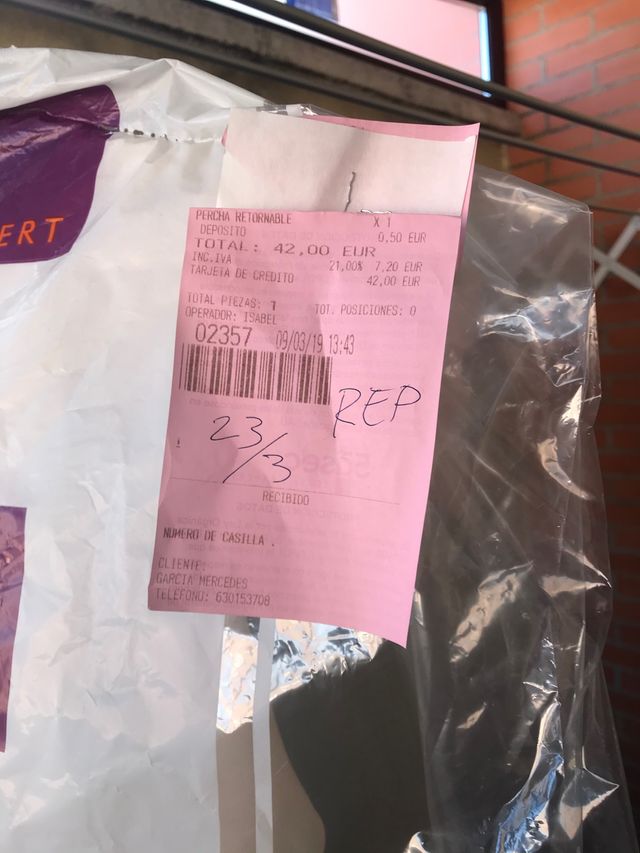 ERT
PERCHA RETORNABLE X 1
DEPOSITO 0,50 EUR
TOTAL: 42,00 EUR
INC.IVA 21,00% 7,20 EUR
TARJETA DE CREDITO 42,00 EUR
TOTAL PIEZAS: 1 TOT. POSICIONES: 0
OPERADOR: ISABEL
02357 09/03/19 13:43
REP
23/3
RECIBIDO
NUMERO DE CASILLA .
CLIENTE:
GARCIA MERCEDES
TELEFONO: 630153708